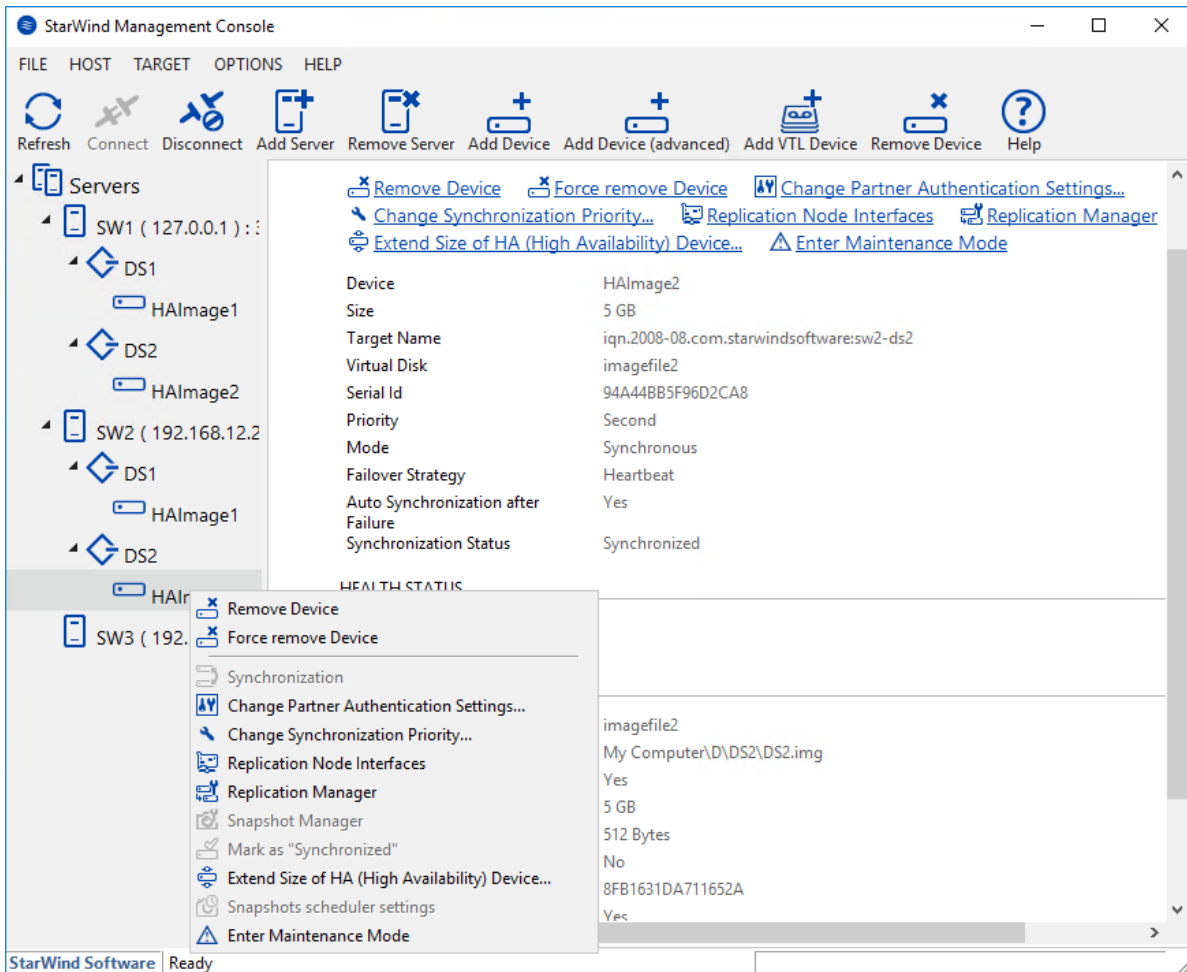 StarWind Management Console
FILE HOST TARGET OPTIONS HELP
Refresh Connect Disconnect Add Server Remove Server Add Device Add Device (advanced) Add VTL Device Remove Device Help
Servers
SW1 ( 127.0.0.1 ) :
DS1
HAImage1
DS2
HAImage2
SW2 ( 192.168.12.2
DS1
HAImage1
DS2
SW3 ( 192.
Remove Device Force remove Device Change Partner Authentication Settings...
Change Synchronization Priority... Replication Node Interfaces Replication Manager
Extend Size of HA (High Availability) Device... Enter Maintenance Mode
Device HAImage2
Size 5 GB
Target Name iqn.2008-08.com.starwindsoftware:sw2-ds2
Virtual Disk imagefile2
Serial Id 94A44BB5F96D2CA8
Priority Second
Mode Synchronous
Failover Strategy Heartbeat
Auto Synchronization after Yes
Failure
Synchronization Status Synchronized
HEALTH STATUS
imagefile2
My Computer\D\DS2\DS2.img
Yes
5 GB
512 Bytes
No
8FB1631DA711652A
Yes
Remove Device
Force remove Device
Synchronization
Change Partner Authentication Settings...
Change Synchronization Priority...
Replication Node Interfaces
Replication Manager
Snapshot Manager
Mark as "Synchronized"
Extend Size of HA (High Availability) Device...
Snapshots scheduler settings
Enter Maintenance Mode
StarWind Software Ready